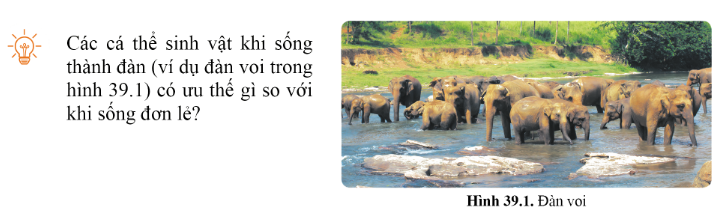 Các cá thể sinh vật khi sống
thành đàn (ví dụ đàn voi trong
hình 39.1) có ưu thế gì so với
khi sống đơn lẻ?
Hình 39.1. Đàn voi